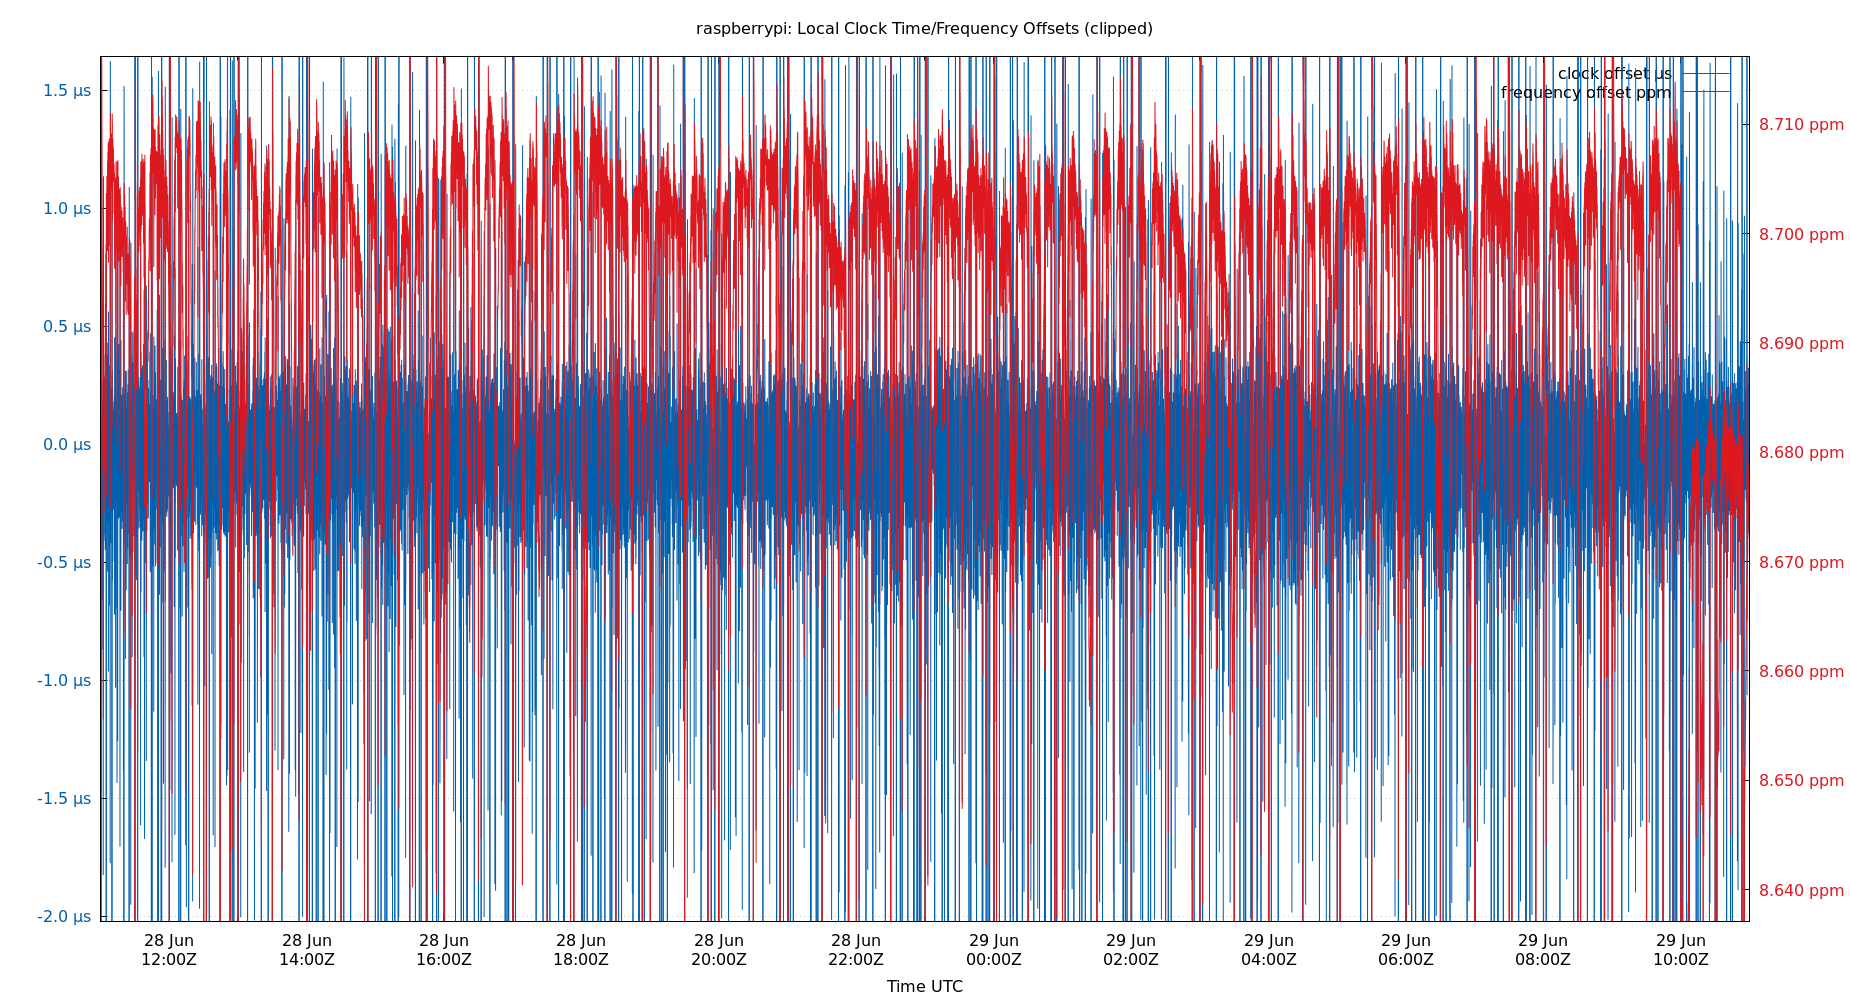 raspberrypi: Local Clock Time/Frequency Offsets (clipped)
clock offset µs
frequency offset ppm
1.5 µs
1.0 µs
0.5 µs
0.0 µs
-0.5 µs
-1.0 µs
-1.5 µs
-2.0 µs
8.710 ppm
8.700 ppm
8.690 ppm
8.680 ppm
8.670 ppm
8.660 ppm
8.650 ppm
8.640 ppm
28 Jun 28 Jun 28 Jun 28 Jun 28 Jun 28 Jun 29 Jun 29 Jun 29 Jun 29 Jun 29 Jun 29 Jun
12:00Z 14:00Z 16:00Z 18:00Z 20:00Z 22:00Z 00:00Z 02:00Z 04:00Z 06:00Z 08:00Z 10:00Z
Time UTC